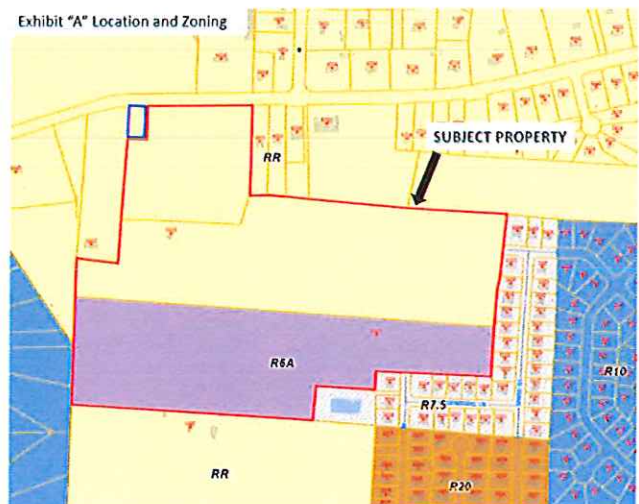 Exhibit "A" Location and Zoning
SUBJECT PROPERTY
RR
R6A
R10
R7.5
RR
R20